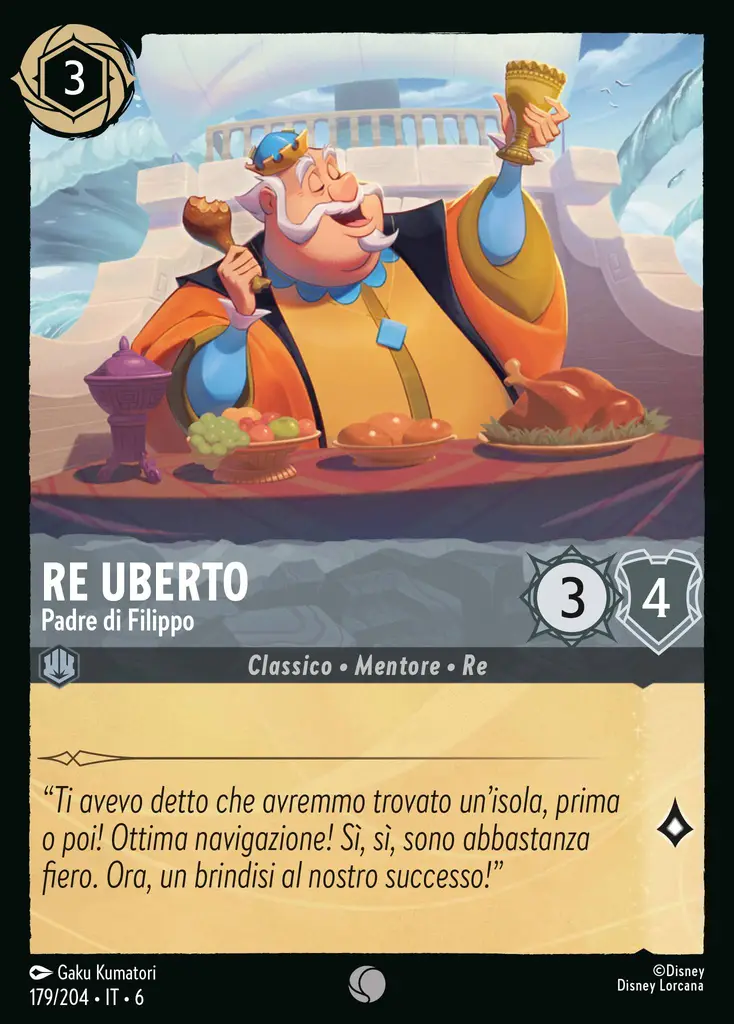 3
RE UBERTO
Padre di Filippo
3
4
Classico • Mentore • Re
“Ti avevo detto che avremmo trovato un’isola, prima
o poi! Ottima navigazione! Sì, sì, sono abbastanza
fiero. Ora, un brindisi al nostro successo!”
Gaku Kumatori
179/204 • IT • 6
©Disney
Disney Lorcana